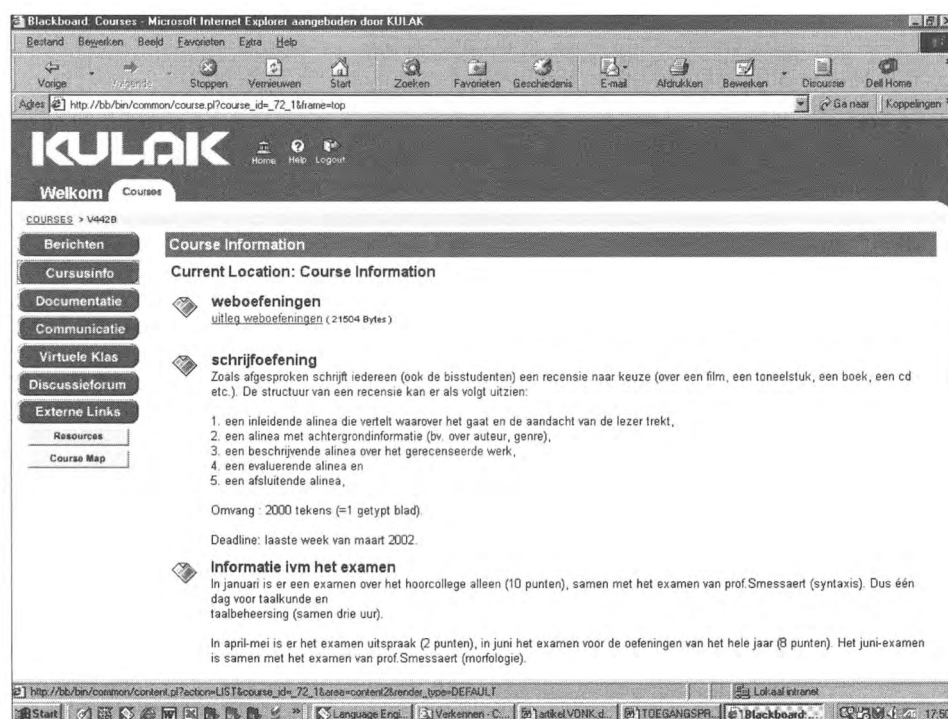 Blackboard: Courses - Microsoft Internet Explorer aangeboden door KULAK
Bestand Bewerken Beeld Favorieten Extra Help
Vorige Volgende Stoppen Vernieuwen Start Zoeken Favorieten Geschiedenis E-mail Afdrukken Bewerken Discussie Dell Home
Adres http://bb/bin/common/course.pl?course_id=_72_1&frame=top Ga naar Koppelingen
KULAK
Home Help Logout
Welkom Courses
COURSES > V442B
Berichten
Cursusinfo
Documentatie
Communicatie
Virtuele Klas
Discussieforum
Externe Links
Resources
Course Map
Course Information
Current Location: Course Information
weboefeningen
uitleg weboefeningen (21504 Bytes)
schrijfoefening
Zoals afgesproken schrijft iedereen (ook de bisstudenten) een recensie naar keuze (over een film, een toneelstuk, een boek, een cd
etc.). De structuur van een recensie kan er als volgt uitzien:
1. een inleidende alinea die vertelt waarover het gaat en de aandacht van de lezer trekt,
2. een alinea met achtergrondinformatie (bv. over auteur, genre),
3. een beschrijvende alinea over het gerecenseerde werk,
4. een evaluerende alinea en
5. een afsluitende alinea,
Omvang : 2000 tekens (=1 getypt blad).
Deadline: laaste week van maart 2002.
Informatie ivm het examen
In januari is er een examen over het hoorcollege alleen (10 punten), samen met het examen van prof.Smessaert (syntaxis). Dus één
dag voor taalkunde en
taalbeheersing (samen drie uur).
In april-mei is er het examen uitspraak (2 punten), in juni het examen voor de oefeningen van het hele jaar (8 punten). Het juni-examen
is samen met het examen van prof.Smessaert (morfologie).
http://bb/bin/common/content.pl?action=LIST&course_id=_72_1&area=content2&render_type=DEFAULT Lokaal intranet
Start Language Engi... Verkennen - C... artikel VONK.d... TOEGANGSPR... Blackboard...